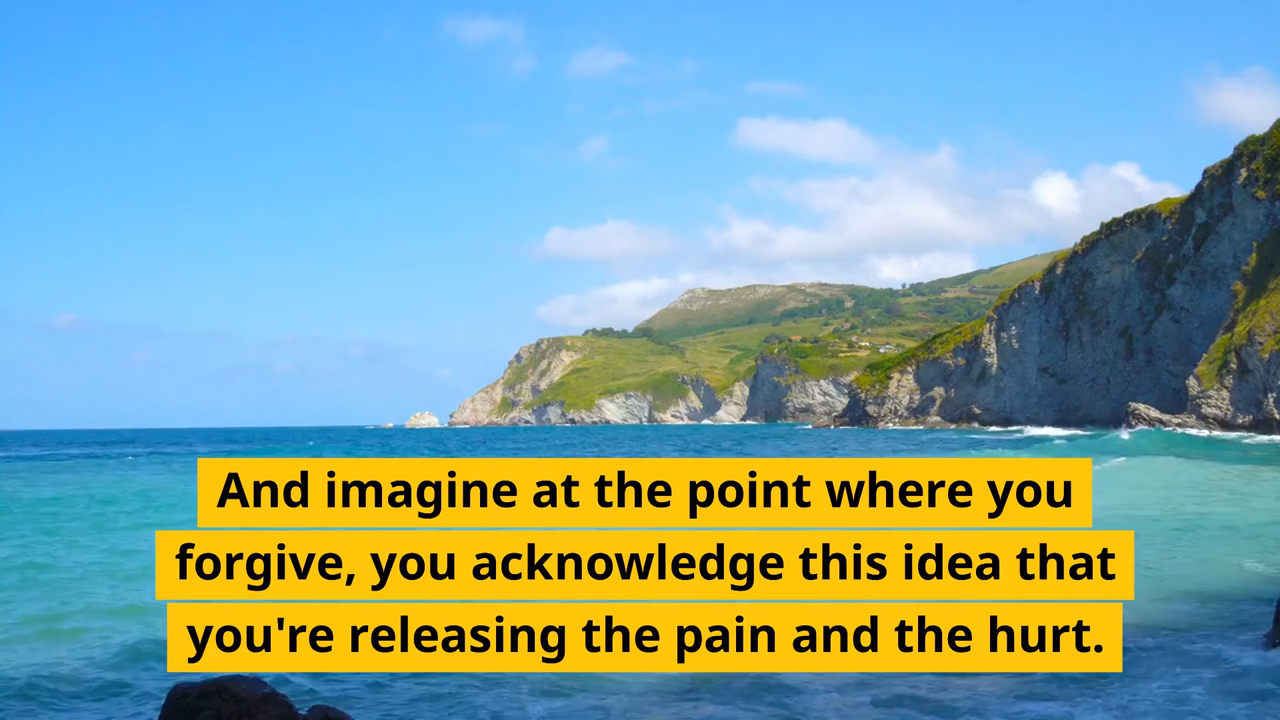 And imagine at the point where you
forgive, you acknowledge this idea that
you're releasing the pain and the hurt.